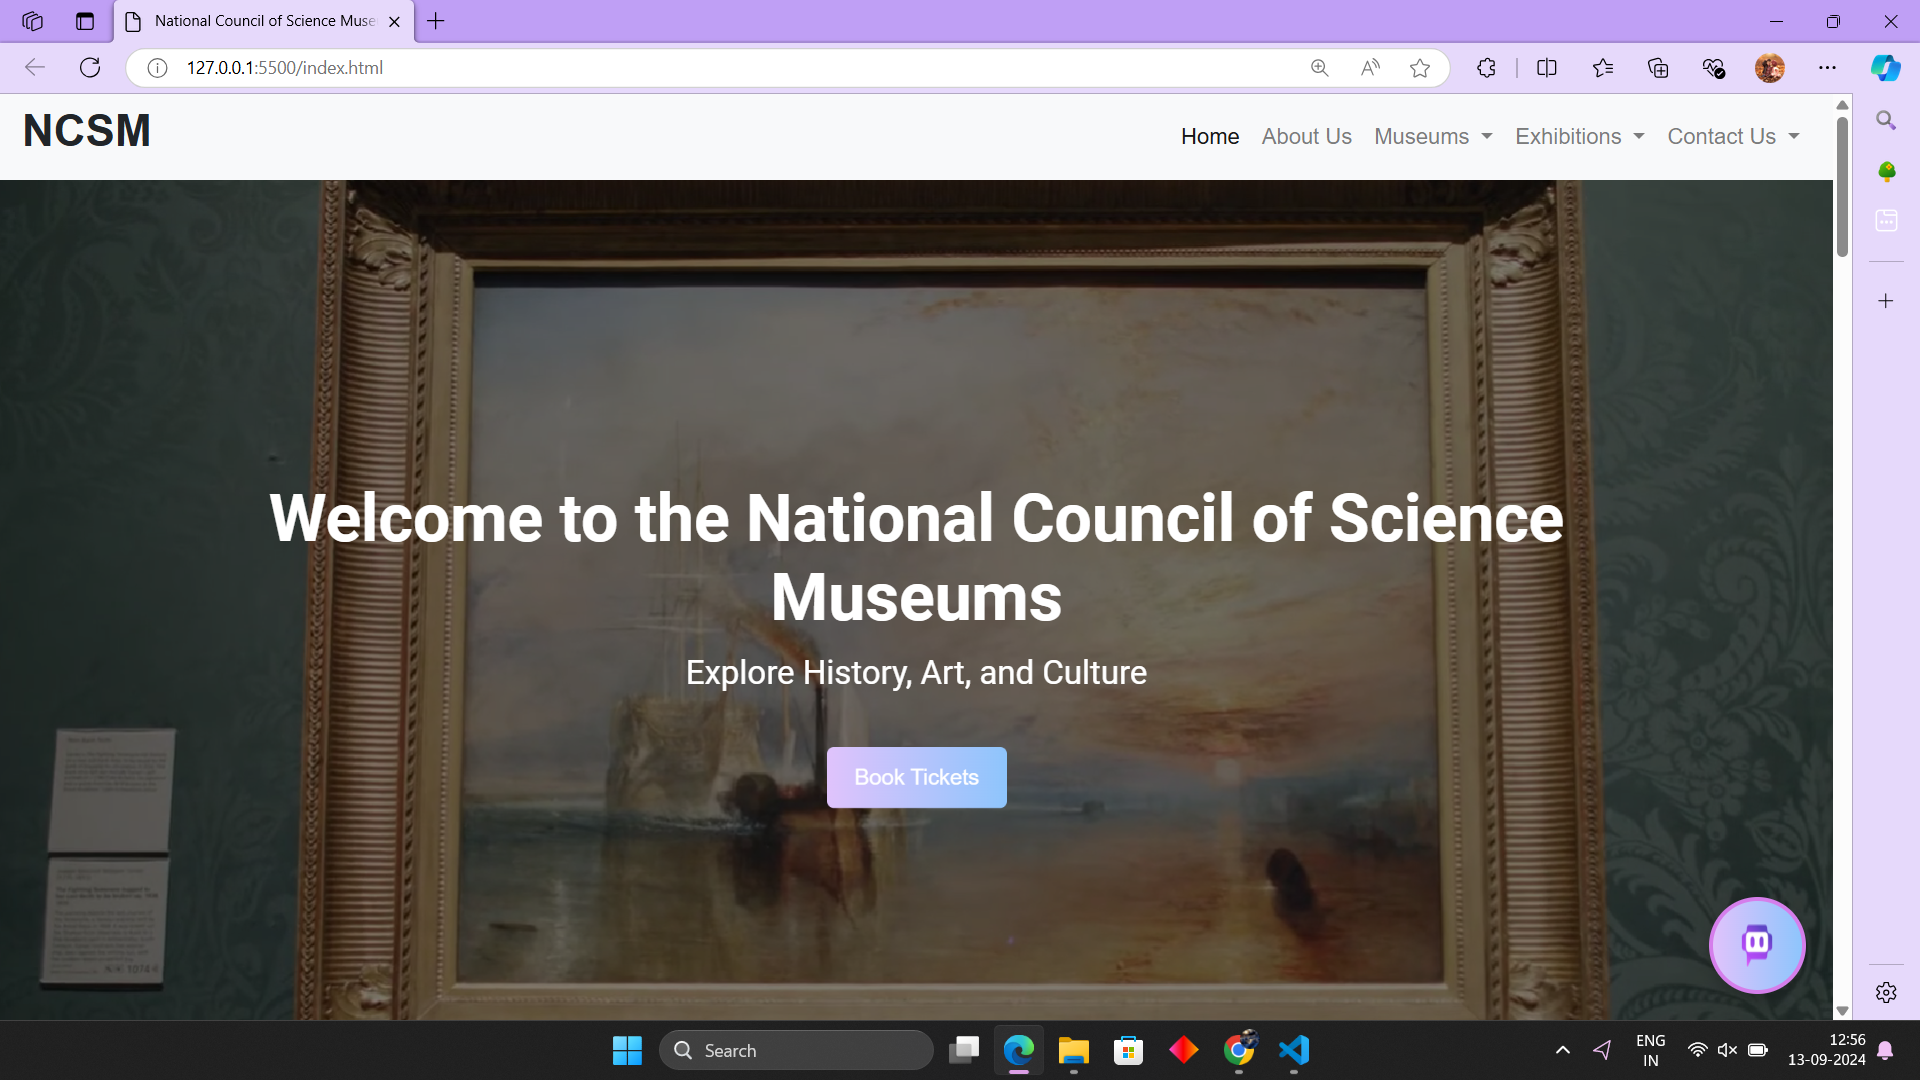 National Council of Science Muse
127.0.0.1:5500/index.html
NCSM
Home About Us Museums Exhibitions Contact Us
Welcome to the National Council of Science
Museums
Explore History, Art, and Culture
Book Tickets
1014
Search
ENG
IN
12:56
13-09-2024